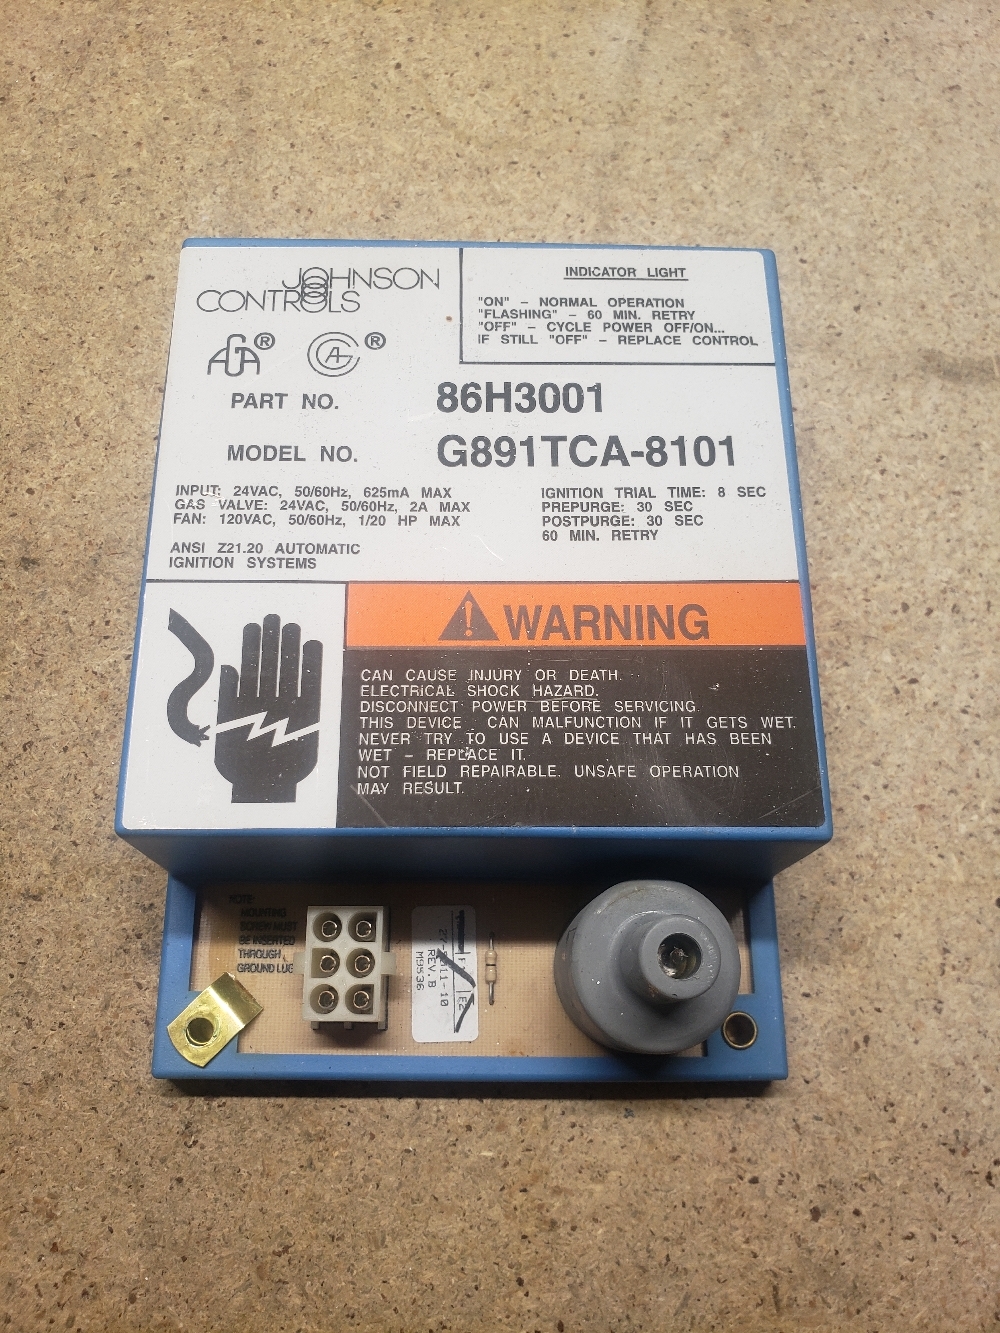 JOHNSON
CONTROLS
AGA ®
CGA ®
INDICATOR LIGHT
"ON" – NORMAL OPERATION
"FLASHING" – 60 MIN. RETRY
"OFF" – CYCLE POWER OFF/ON...
IF STILL "OFF" – REPLACE CONTROL
PART NO. 86H3001
MODEL NO. G891TCA-8101
INPUT: 24VAC, 50/60Hz, 625mA MAX
GAS VALVE: 24VAC, 50/60Hz, 2A MAX
FAN: 120VAC, 50/60Hz, 1/20 HP MAX
ANSI Z21.20 AUTOMATIC
IGNITION SYSTEMS
IGNITION TRIAL TIME: 8 SEC
PREPURGE: 30 SEC
POSTPURGE: 30 SEC
60 MIN. RETRY
WARNING
CAN CAUSE INJURY OR DEATH.
ELECTRICAL SHOCK HAZARD.
DISCONNECT POWER BEFORE SERVICING.
THIS DEVICE CAN MALFUNCTION IF IT GETS WET.
NEVER TRY TO USE A DEVICE THAT HAS BEEN
WET – REPLACE IT.
NOT FIELD REPAIRABLE. UNSAFE OPERATION
MAY RESULT.
NOTE:
MOUNTING
SCREW MUST
BE INSERTED
THROUGH
GROUND LUG
REV.B
M9536
E2